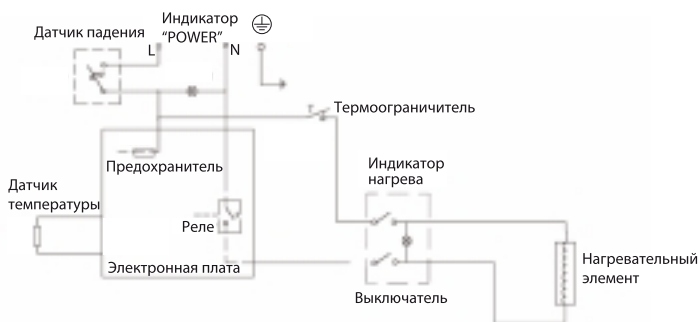 Индикатор
"POWER"
Датчик падения
L
N
Термоограничитель
Предохранитель
Индикатор
нагрева
Датчик
температуры
Реле
Нагревательный
элемент
Электронная плата
Выключатель